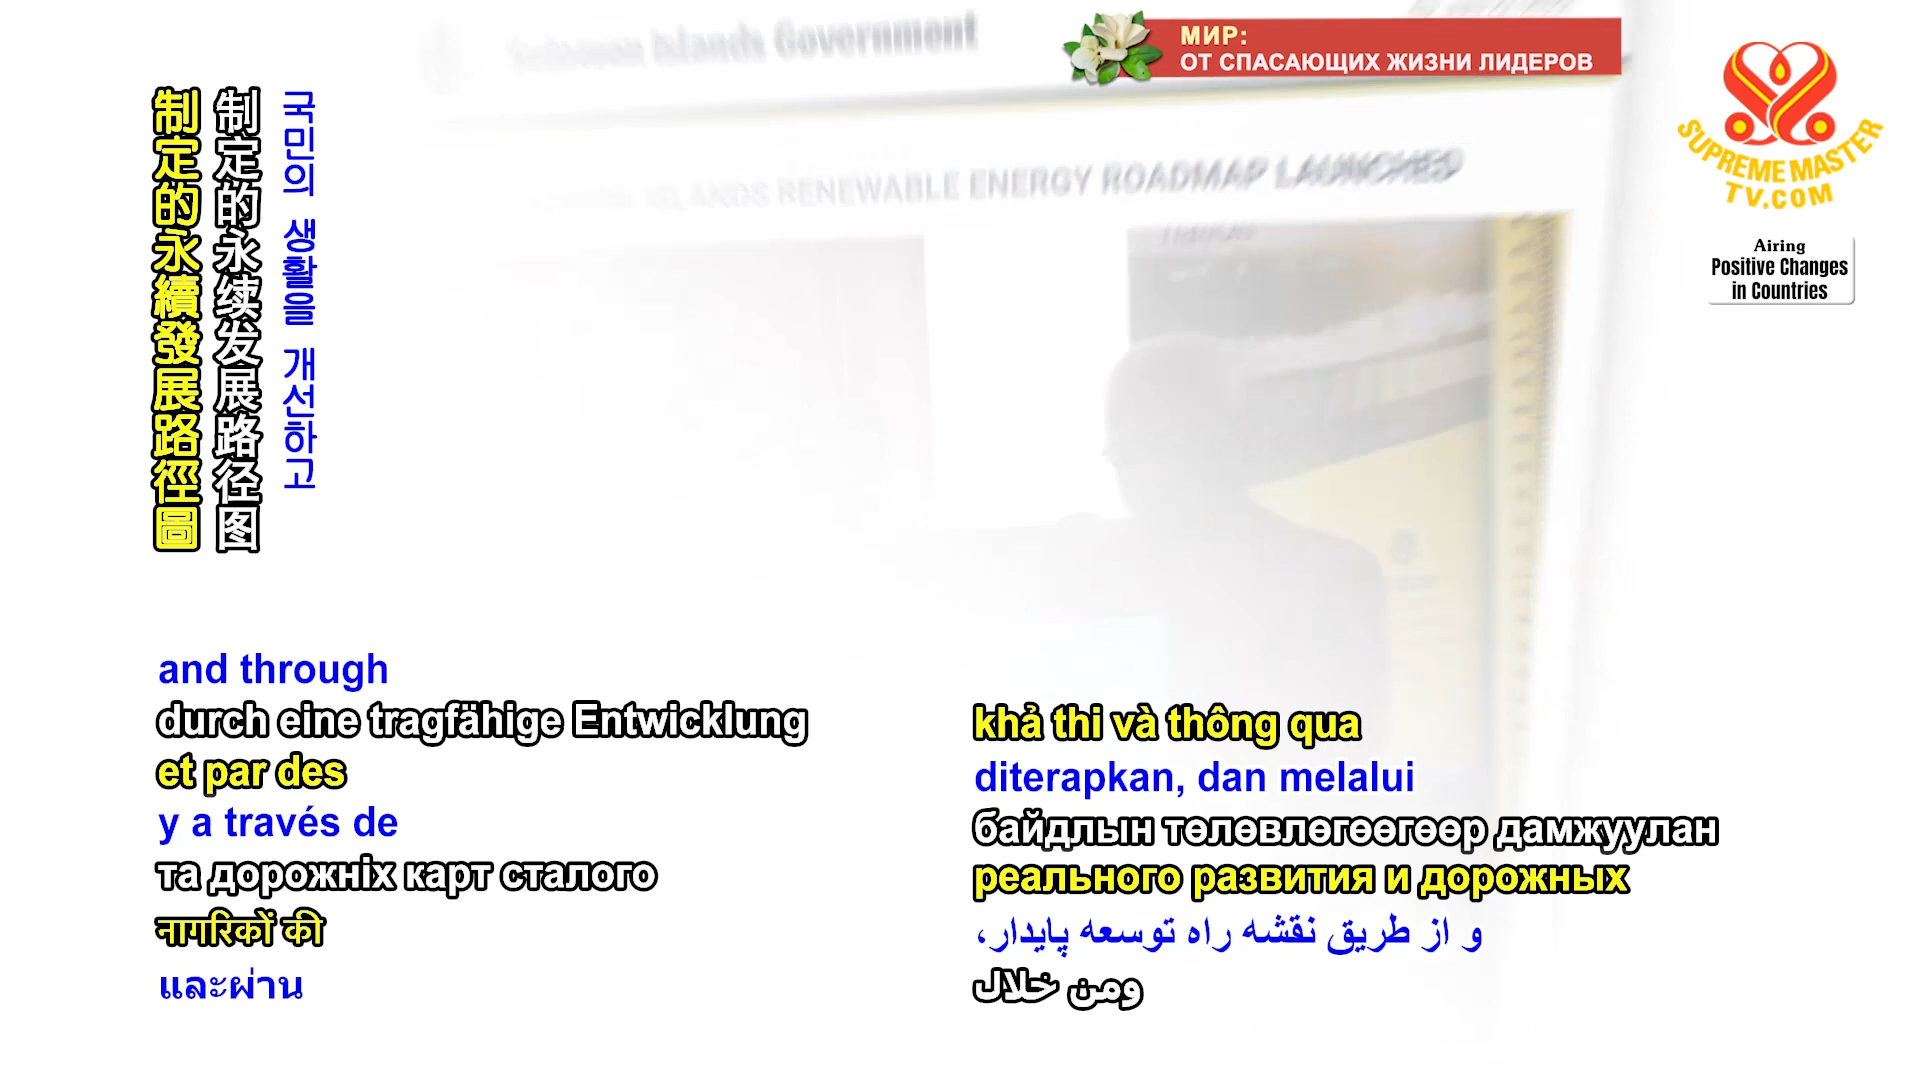 Solomon Islands Government
МИР:
ОТ СПАСАЮЩИХ ЖИЗНИ ЛИДЕРОВ
SUPREME MASTER
TV.COM
Airing
Positive Changes
in Countries
ISLANDS RENEWABLE ENERGY ROADMAP LAUNCHED
制定的永續發展路徑圖
制定的永续发展路径图
국민의 생활을 개선하고
and through
durch eine tragfähige Entwicklung
et par des
y a través de
та дорожніх карт сталого
नागरिकों की
และผ่าน
khả thi và thông qua
diterapkan, dan melalui
байдлын төлөвлөгөөгөөр дамжуулан
реального развития и дорожных
و از طریق نقشه راه توسعه پایدار،
ومن خلال